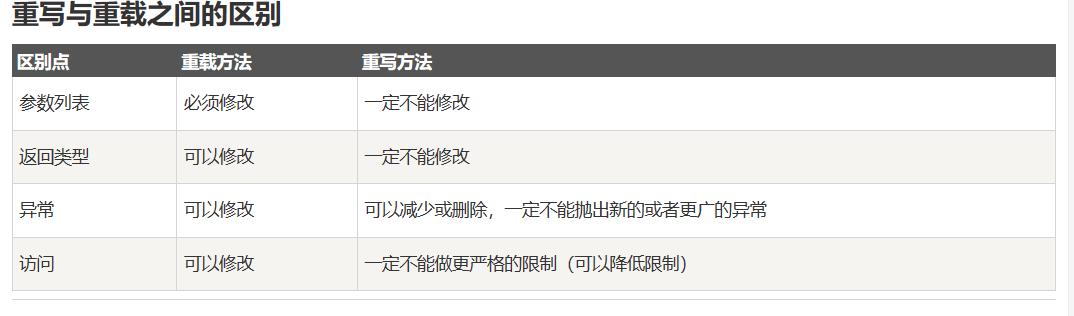 重写与重载之间的区别
区别点 重载方法 重写方法
参数列表 必须修改 一定不能修改
返回类型 可以修改 一定不能修改
异常 可以修改 可以减少或删除，一定不能抛出新的或者更广的异常
访问 可以修改 一定不能做更严格的限制（可以降低限制）